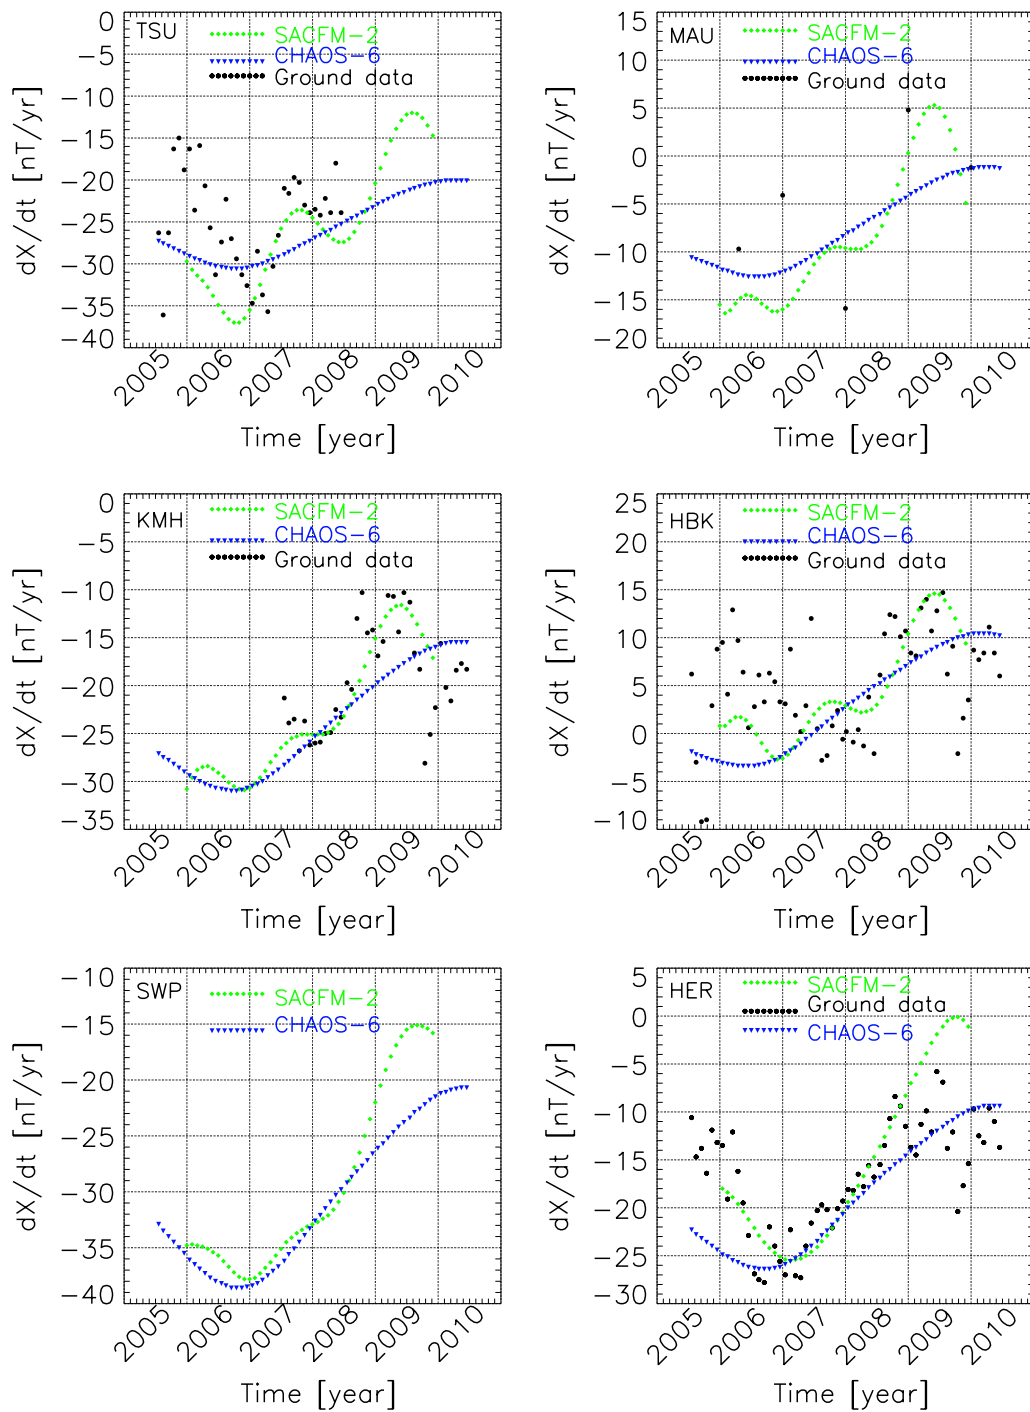 TSU
SACFM-2
CHAOS-6
Ground data
0
-5
-10
-15
-20
-25
-30
-35
-40
dX/dt [nT/yr]
2005 2006 2007 2008 2009 2010
Time [year]
MAU
SACFM-2
CHAOS-6
Ground data
15
10
5
0
-5
-10
-15
-20
dX/dt [nT/yr]
2005 2006 2007 2008 2009 2010
Time [year]
KMH
SACFM-2
CHAOS-6
Ground data
0
-5
-10
-15
-20
-25
-30
-35
dX/dt [nT/yr]
2005 2006 2007 2008 2009 2010
Time [year]
HBK
SACFM-2
CHAOS-6
Ground data
25
20
15
10
5
0
-5
-10
dX/dt [nT/yr]
2005 2006 2007 2008 2009 2010
Time [year]
SWP
SACFM-2
CHAOS-6
-10
-15
-20
-25
-30
-35
-40
dX/dt [nT/yr]
2005 2006 2007 2008 2009 2010
Time [year]
HER
SACFM-2
Ground data
CHAOS-6
5
0
-5
-10
-15
-20
-25
-30
dX/dt [nT/yr]
2005 2006 2007 2008 2009 2010
Time [year]